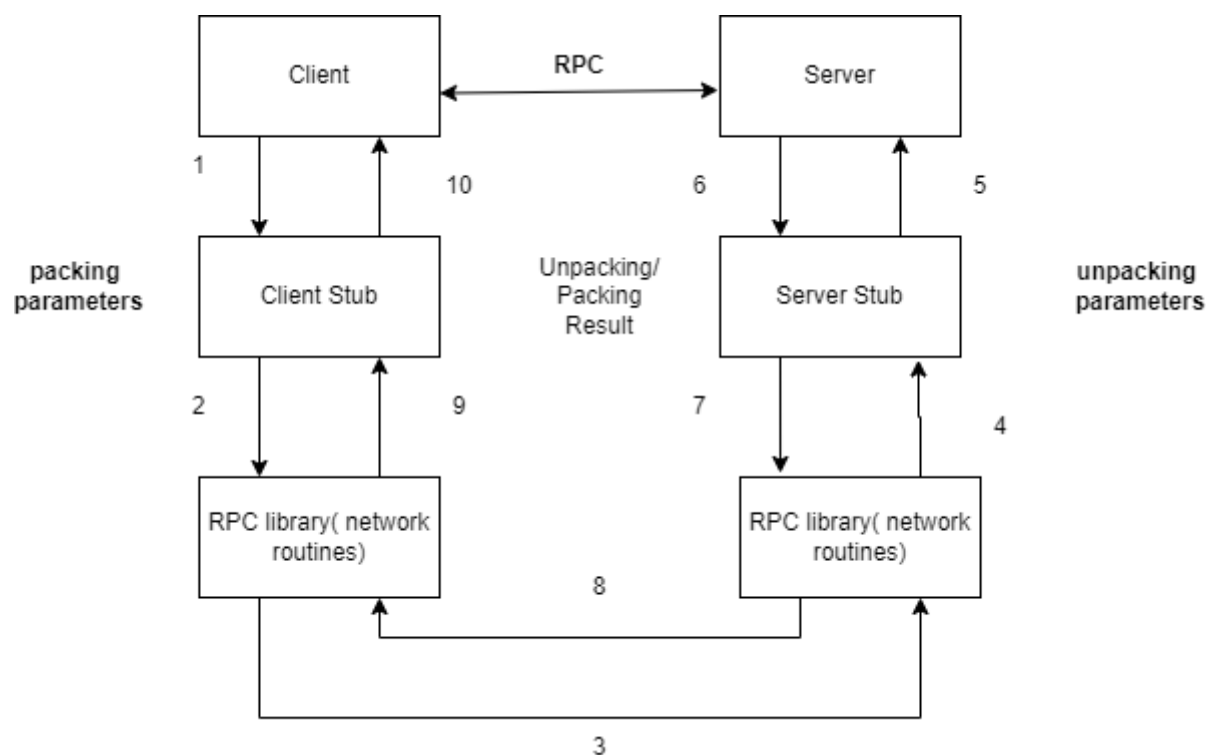 Client
RPC
Server
1
10
6
5
packing
parameters
Client Stub
Unpacking/
Packing
Result
Server Stub
unpacking
parameters
2
9
7
4
RPC library( network
routines)
RPC library( network
routines)
8
3